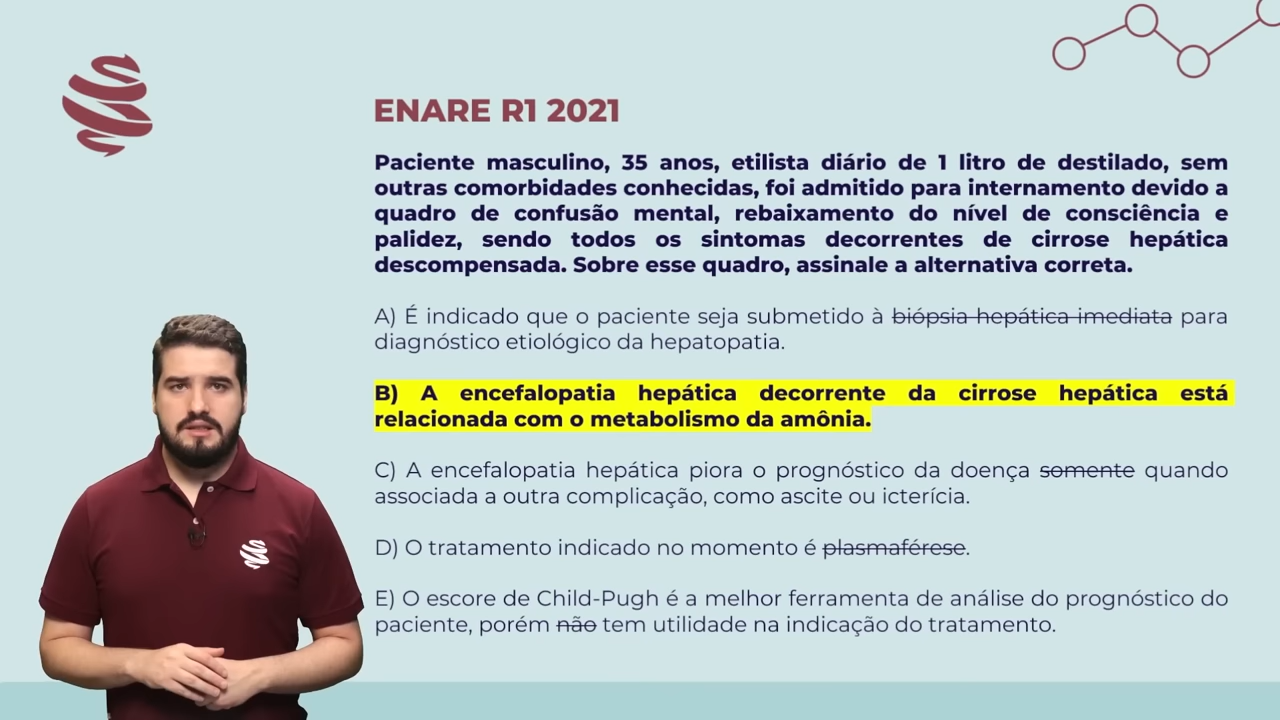 ENARE R1 2021
Paciente masculino, 35 anos, etilista diário de 1 litro de destilado, sem
outras comorbidades conhecidas, foi admitido para internamento devido a
quadro de confusão mental, rebaixamento do nível de consciência e
palidez, sendo todos os sintomas decorrentes de cirrose hepática
descompensada. Sobre esse quadro, assinale a alternativa correta.
A) É indicado que o paciente seja submetido à biópsia hepática imediata para
diagnóstico etiológico da hepatopatia.
B) A encefalopatia hepática decorrente da cirrose hepática está
relacionada com o metabolismo da amônia.
C) A encefalopatia hepática piora o prognóstico da doença somente quando
associada a outra complicação, como ascite ou icterícia.
D) O tratamento indicado no momento é plasmaférese.
E) O escore de Child-Pugh é a melhor ferramenta de análise do prognóstico do
paciente, porém não tem utilidade na indicação do tratamento.